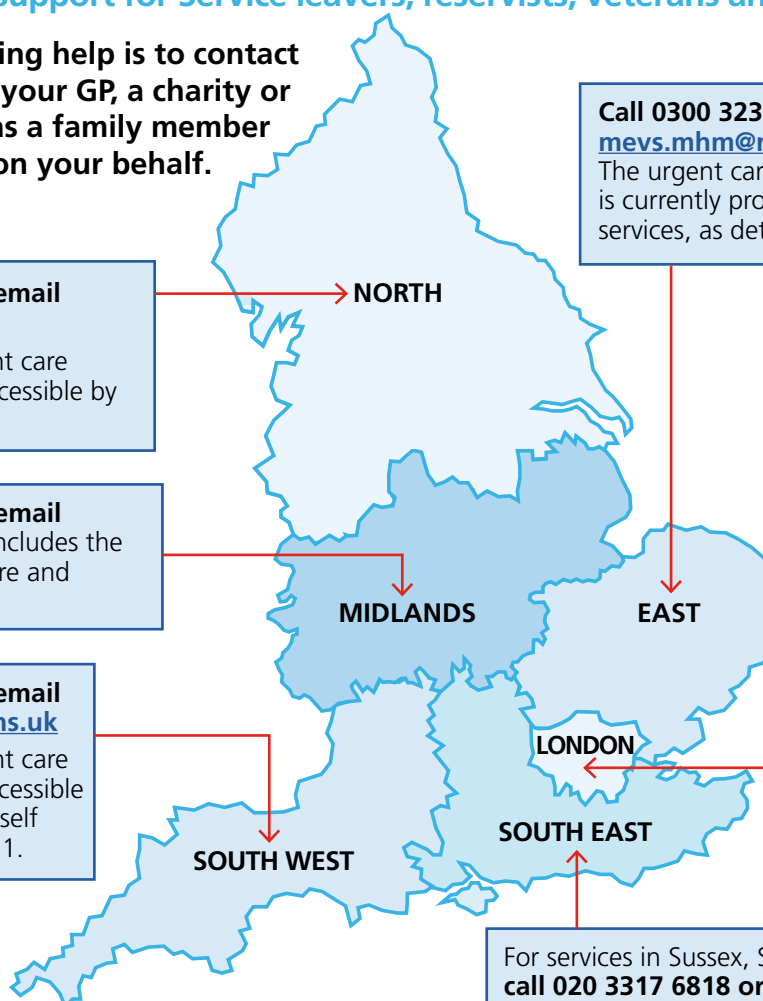 support for Service leavers, reservists, veterans an
ing help is to contact
your GP, a charity or
as a family member
on your behalf.
Call 0300 323
mevs.mhm@
The urgent car
is currently pro
services, as det
email
nt care
cessible by
NORTH
email
ncludes the
re and
MIDLANDS
EAST
email
ns.uk
nt care
cessible
self
1.
LONDON
SOUTH EAST
SOUTH WEST
For services in Sussex, S
call 020 3317 6818 or